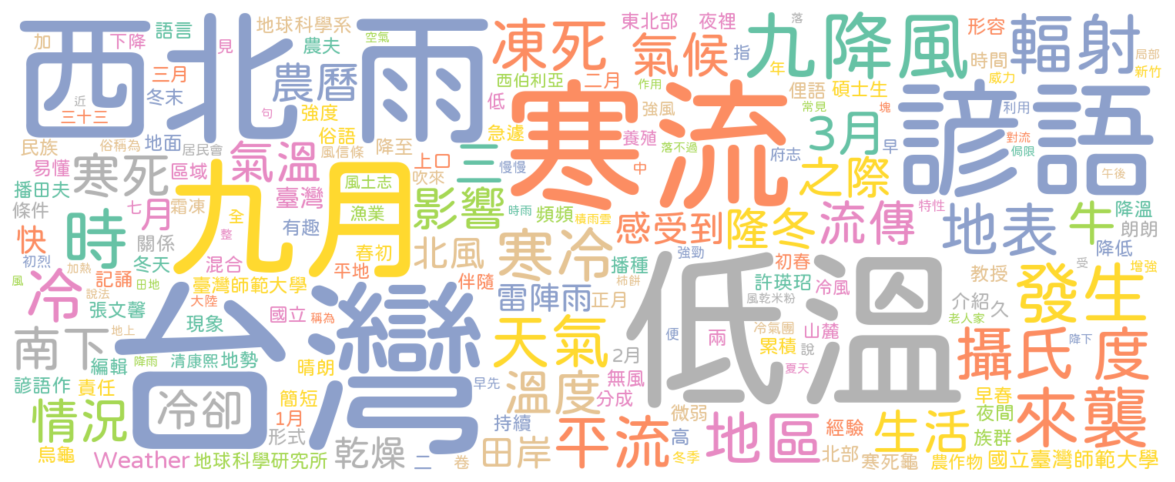 西北雨
寒流
諺語
低溫
台灣
九月
九降風
輻射
凍死
氣候
農曆
3月
之際
牛
地表
隆冬
流傳
感受到
影響
三
氣溫
寒死
時
月
快
冷
南下
情況
冷卻
乾燥
天氣
溫度
田岸
平流
地區
生活
來襲
攝氏
度
發生
寒冷
雷陣雨
北風
加
下降
語言
地球科學系
見
農夫
空氣
東北部
夜裡
指
落
形容
時間
威力
局部
新竹
年
三月
冬末
近
三十三
句
強度
西伯利亞
二月
作用
俚語
碩士生
低
強風
常見
塊
利用
對流
侷限
早
午後
民族
俗稱為
地面
居民會
俗語
風信條
降至
急遽
養殖
落不過
府志
易懂
區域
上口
吹來
慢慢
中
播田夫
臺灣
風土志
條件
七
霜凍
全
漁業
頻頻
時雨
積雨雲
特性
降溫
朗朗
初烈
關係
整
有趣
春初
強勁
降低
加熱
冬天
混合
播種
初春
受
增強
風
記誦
田地
平地
伴隨
柿餅
許瑛玿
冷風
教授
臺灣師範大學
張文馨
說法
大陸
正月
風乾米粉
介紹
久
國立
稱為
老人家
現象
地上
便
兩
冷氣團
山麓
編輯
降雨
清康熙
地勢
晴朗
2月
累積
說
降下
諺語作
責任
早先
無風
夏天
簡短
分成
早春
1月
持續
微弱
夜間
形式
高
經驗
族群
烏龜
Weather
地球科學研究所
二
卷
冬季
北部
寒死龜
農作物
國立臺灣師範大學